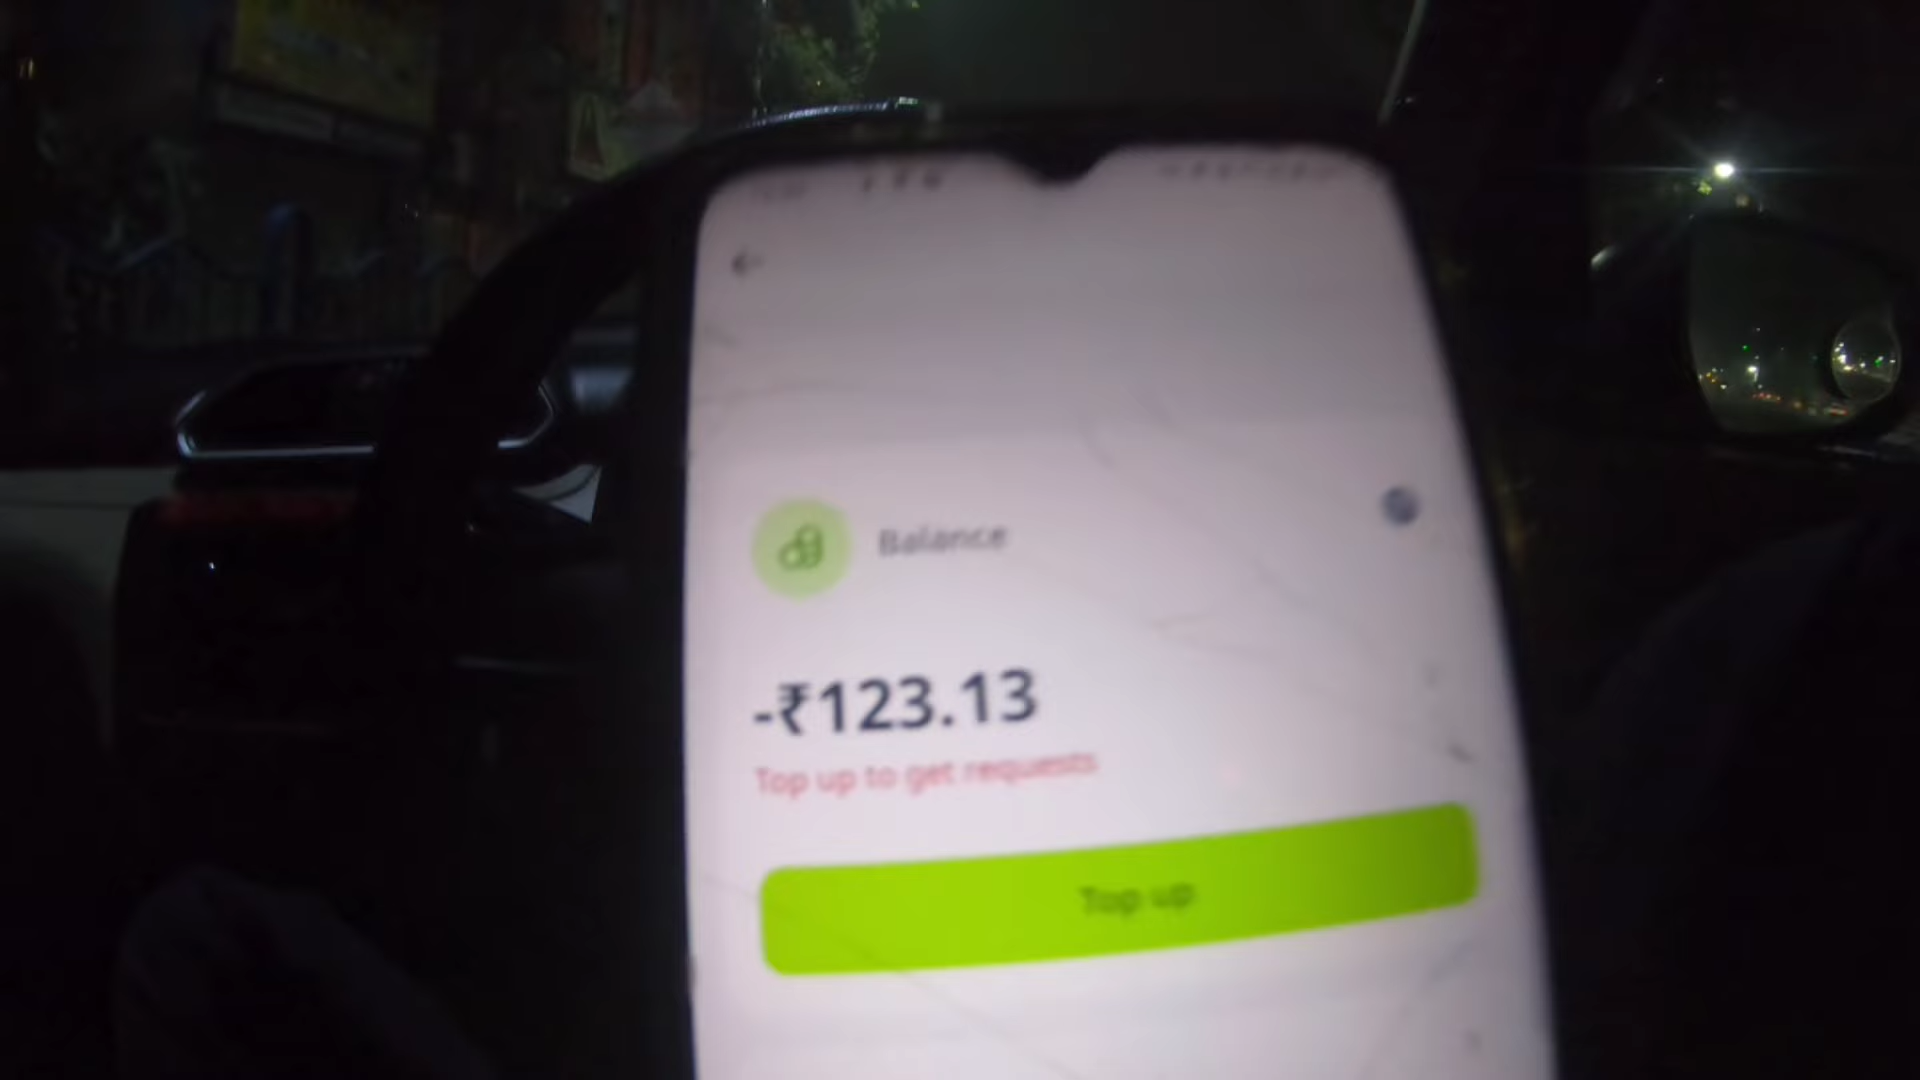 Balance
-₹123.13
Top up to get requests
Top up